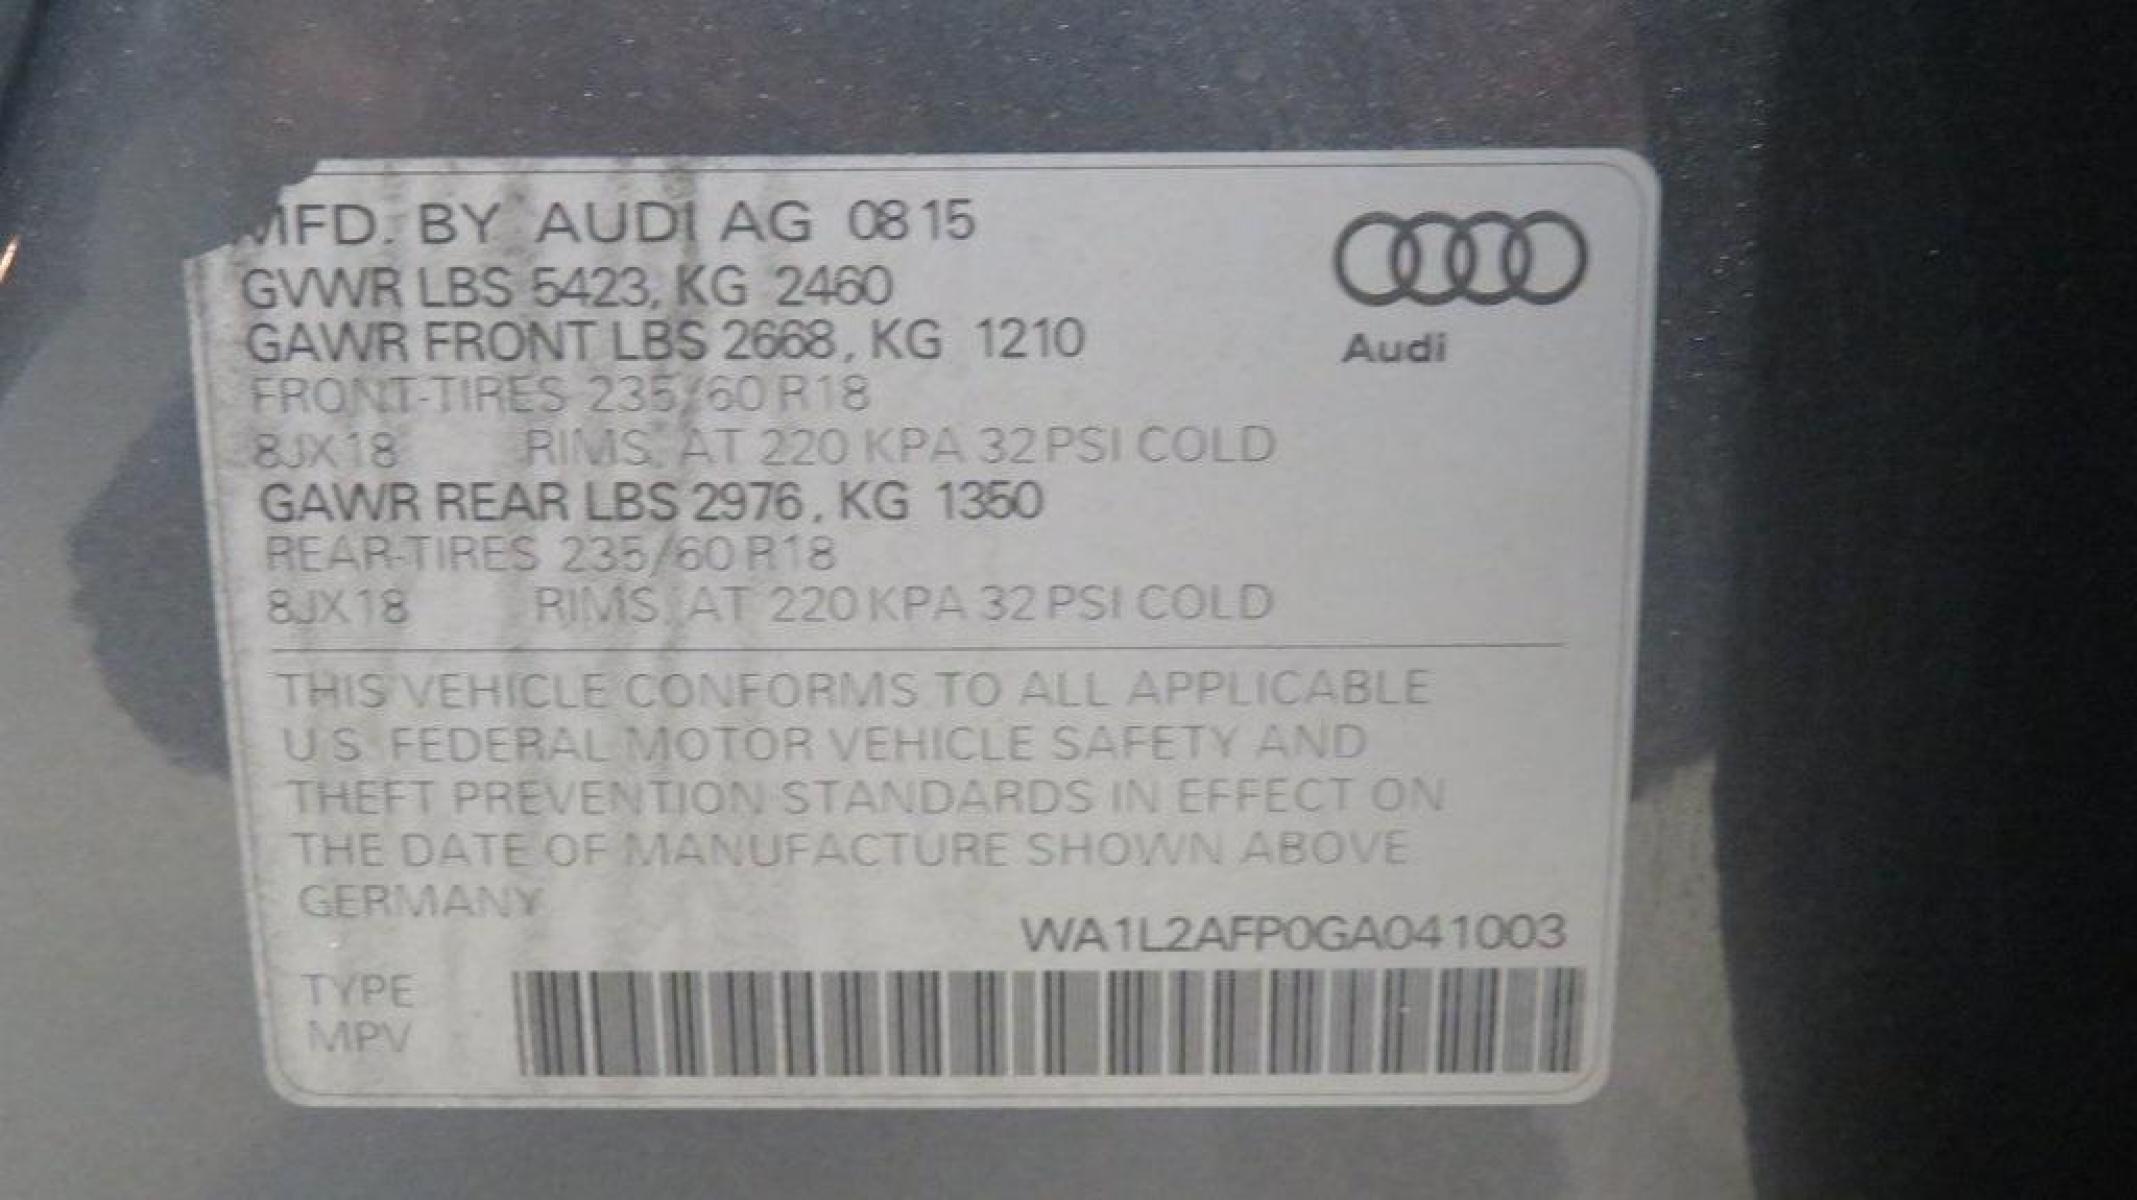 MFD. BY AUDI AG 08 15
GVWR LBS 5423, KG 2460
GAWR FRONT LBS 2668, KG 1210
FRONT-TIRES 235/60 R18
8JX18 RIMS, AT 220 KPA 32 PSI COLD
GAWR REAR LBS 2976, KG 1350
REAR-TIRES 235/60 R18
8JX18 RIMS, AT 220 KPA 32 PSI COLD
Audi
THIS VEHICLE CONFORMS TO ALL APPLICABLE
U.S. FEDERAL MOTOR VEHICLE SAFETY AND
THEFT PREVENTION STANDARDS IN EFFECT ON
THE DATE OF MANUFACTURE SHOWN ABOVE
GERMANY
WA1L2AFP0GA041003
TYPE
MPV